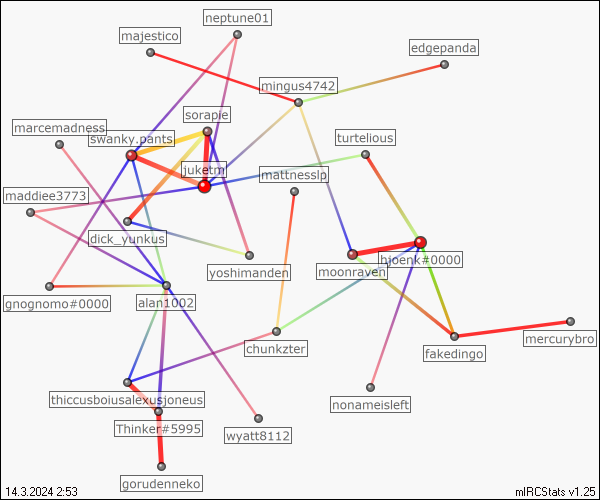 neptune01
majestico
edgepanda
mingus4742
sorapie
marcemadness
swanky.pants
turtelious
juketm
mattnesslp
maddiee3773
dick_yunkus
hjoenk#0000
yoshimanden
moonraven
gnognomo#0000
alan1002
mercurybro
chunkzter
fakedingo
thiccusboiusalexusjoneus
nonameisleft
Thinker#5995
wyatt8112
gorudenneko
14.3.2024 2:53
mIRCStats v1.25